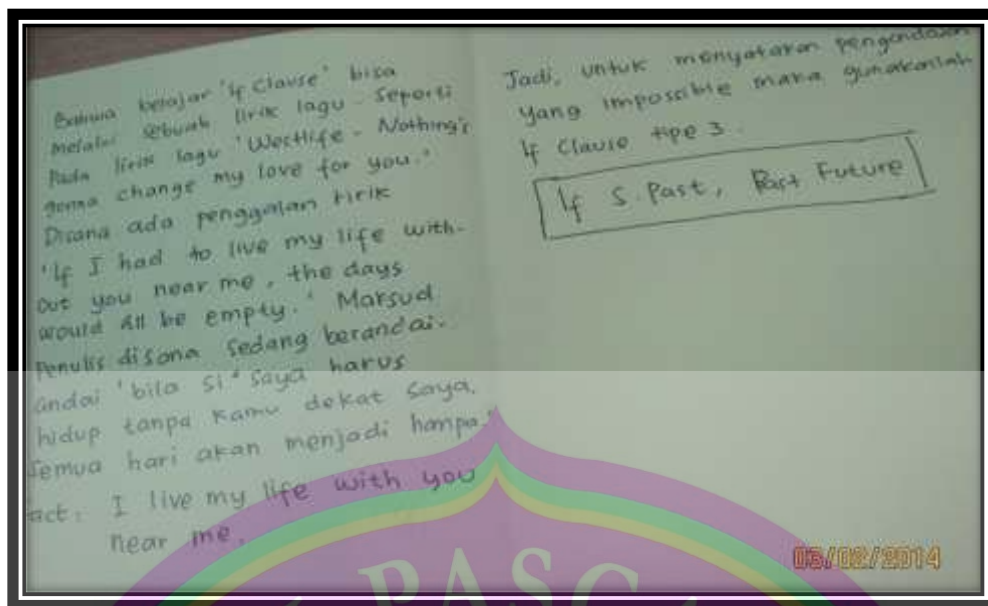 Bahwa belajar 'If Clause' bisa
melalui sebuah lirik lagu. Seperti
Pada lirik lagu 'Westlife - Nothing's
gonna change my love for you.'
Disana ada penggalan lirik
'If I had to live my life with-
out you near me, the days
would all be empty.' Maksud
Penulis disana sedang berandai-
andai 'bila si "saya harus
hidup tanpa kamu dekat saya,
Semua hari akan menjadi hampa."
fact: I live my life with you
near me.
Jadi, untuk menyatakan pengandaian
yang impossible maka gunakanlah
If Clause tipe 3.
If S. Past, Past Future
03/02/2014
PASC